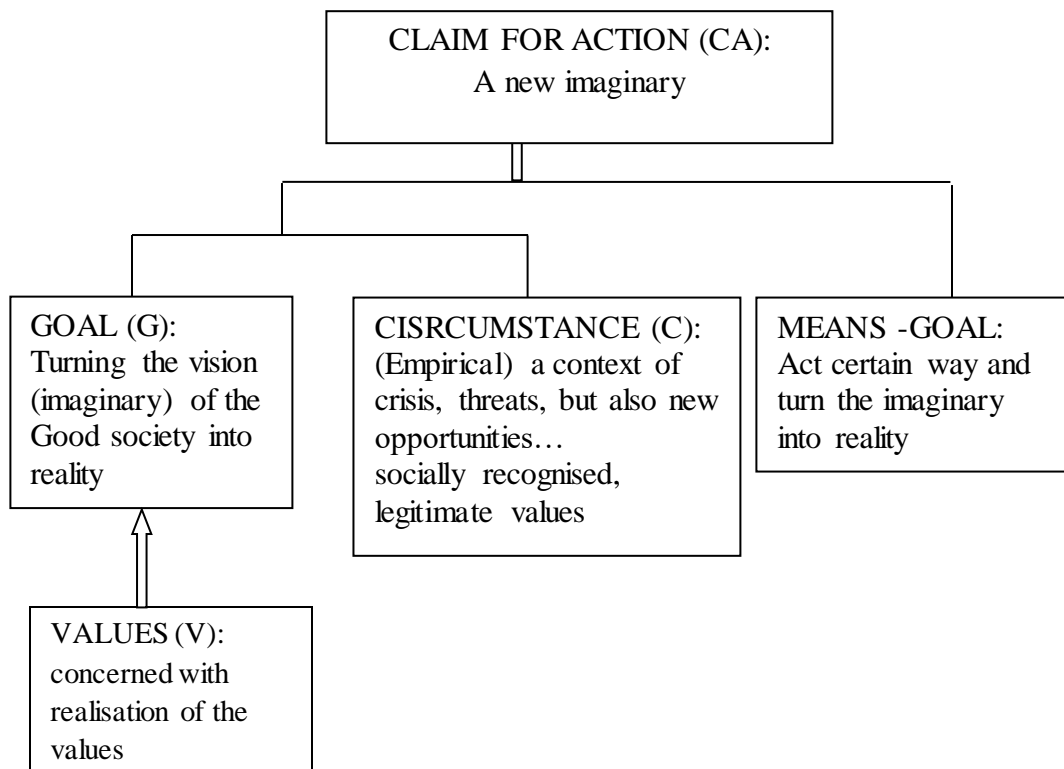 CLAIM FOR ACTION (CA):
A new imaginary
GOAL (G):
Turning the vision
(imaginary) of the
Good society into
reality
CISRCUMSTANCE (C):
(Empirical) a context of
crisis, threats, but also new
opportunities…
socially recognised,
legitimate values
MEANS -GOAL:
Act certain way and
turn the imaginary
into reality
VALUES (V):
concerned with
realisation of the
values